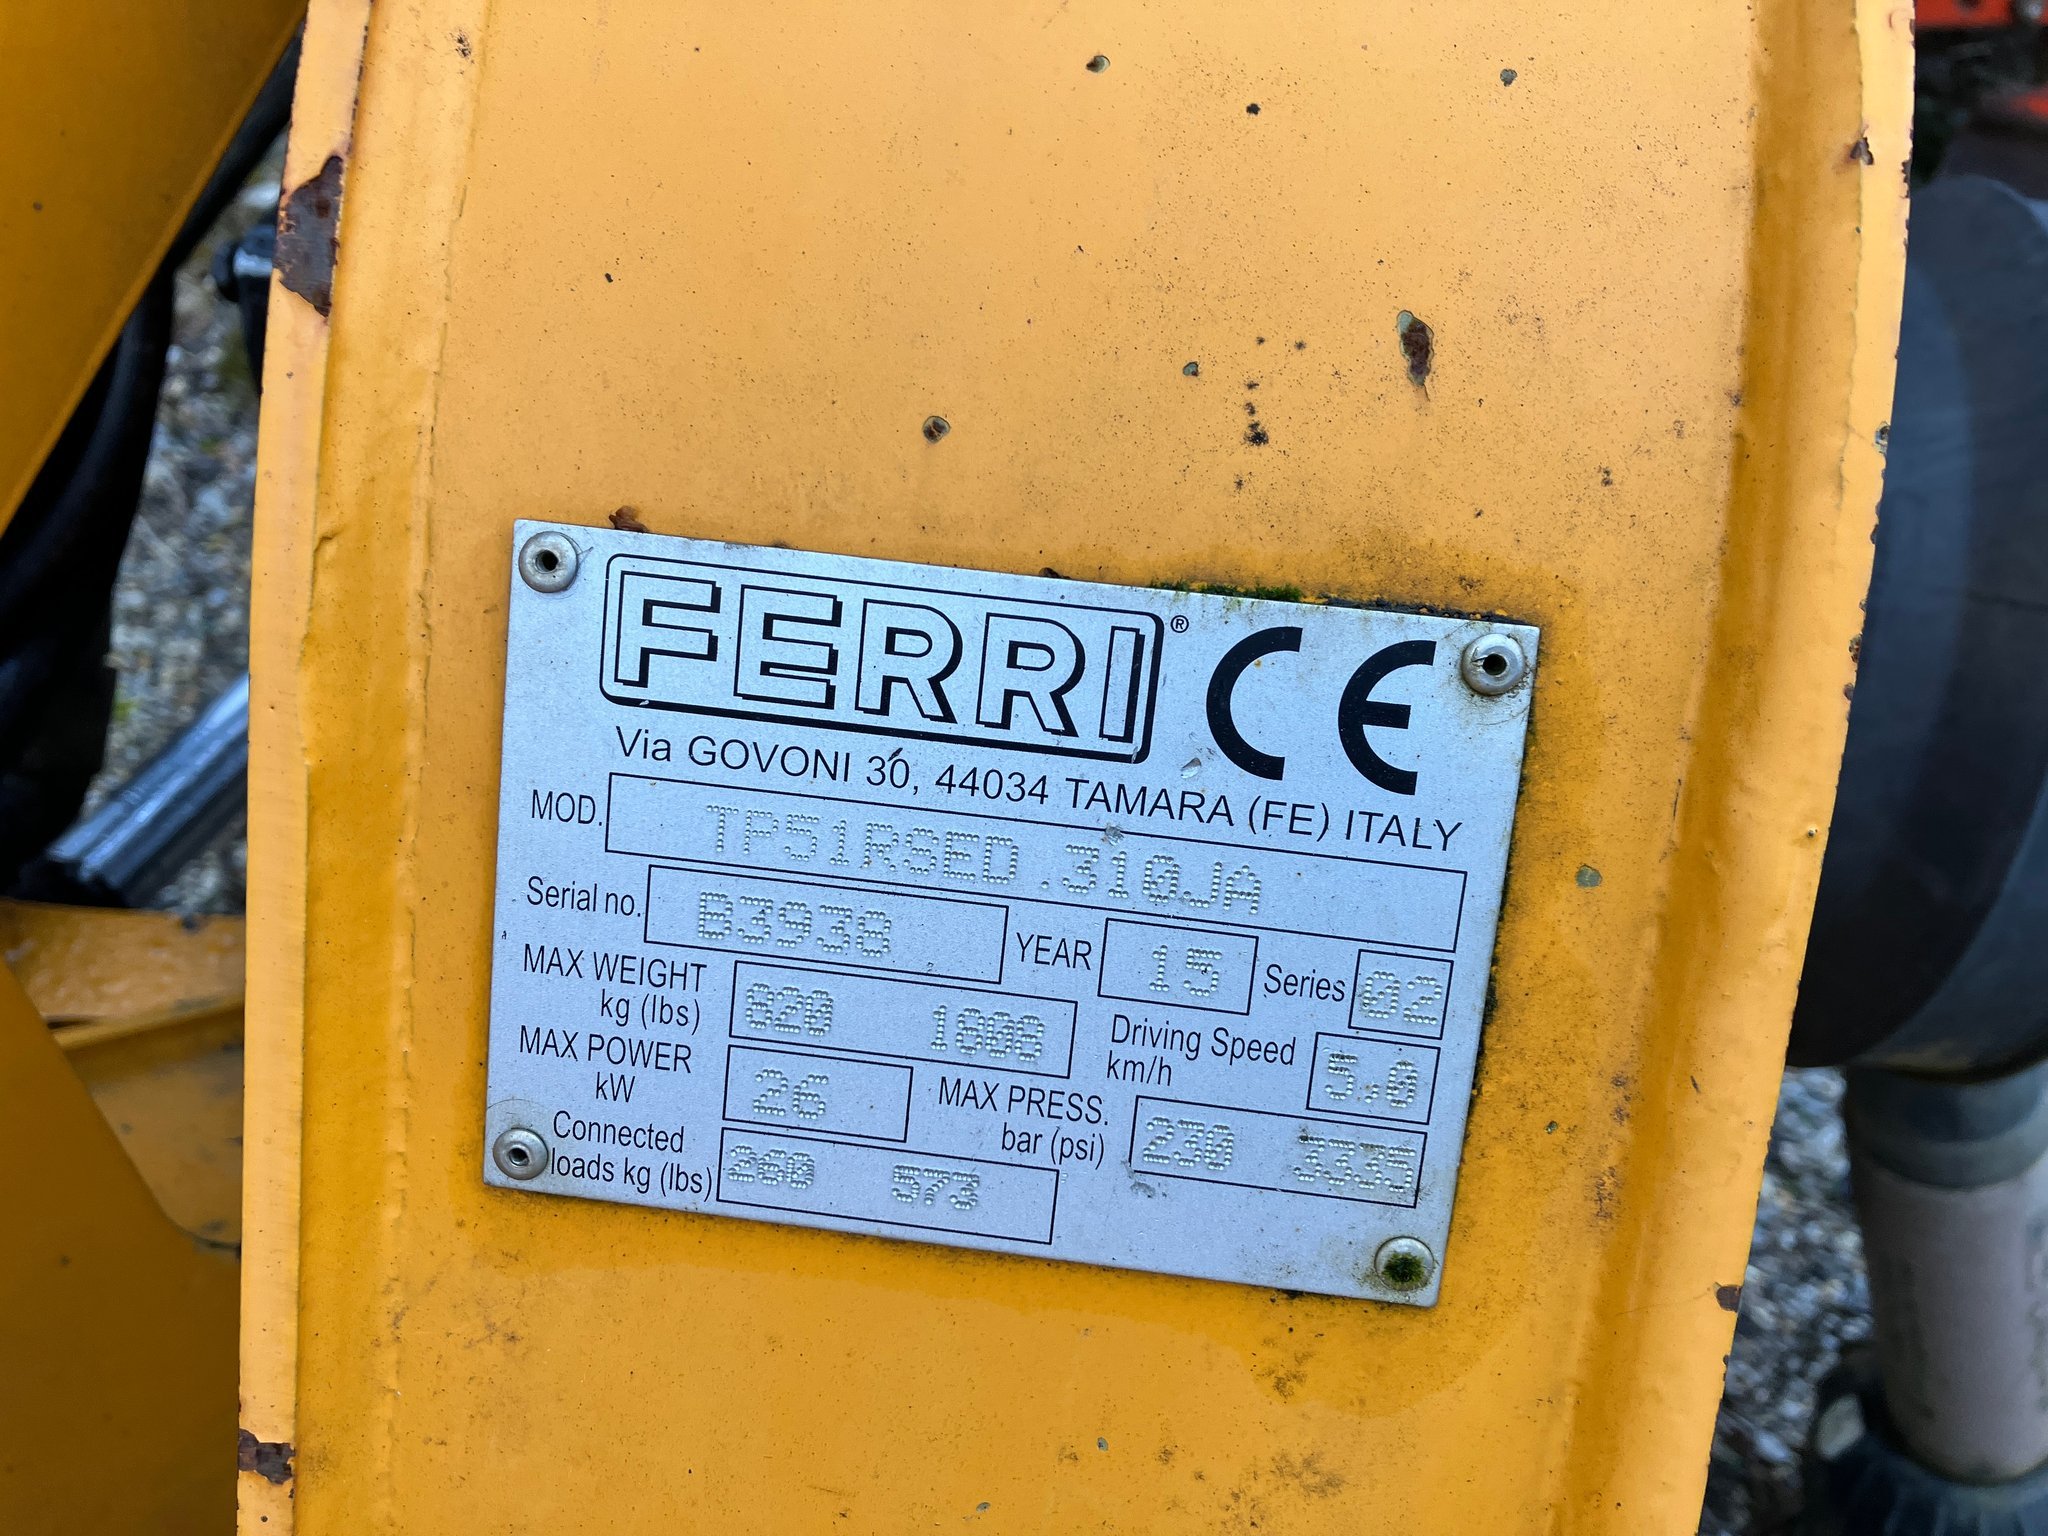 FERRI® CE
Via GOVONI 30, 44034 TAMARA (FE) ITALY
MOD. TP51RSED.310JA
Serial no. B3938 YEAR 15 Series 02
MAX WEIGHT kg (lbs) 820 1808 Driving Speed km/h 5.0
MAX POWER kW 26 MAX PRESS. bar (psi) 230 3335
Connected loads kg (lbs) 260 573